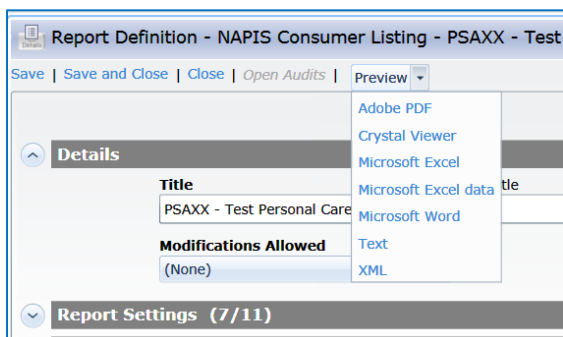 Report Definition - NAPIS Consumer Listing - PSAXX - Test
Save | Save and Close | Close | Open Audits | Preview
Adobe PDF
Crystal Viewer
Details
Microsoft Excel
Title
Microsoft Excel data
tle
PSAXX - Test Personal Care
Microsoft Word
Modifications Allowed
Text
(None)
XML
Report Settings (7/11)